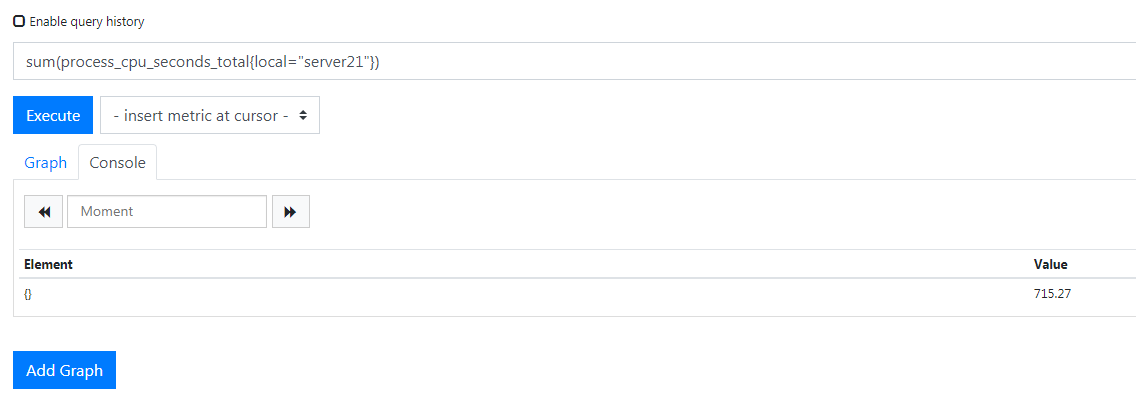 Enable query history
sum(process_cpu_seconds_total{local="server21"})
Execute - insert metric at cursor -
Graph Console
Moment
Element Value
{} 715.27
Add Graph